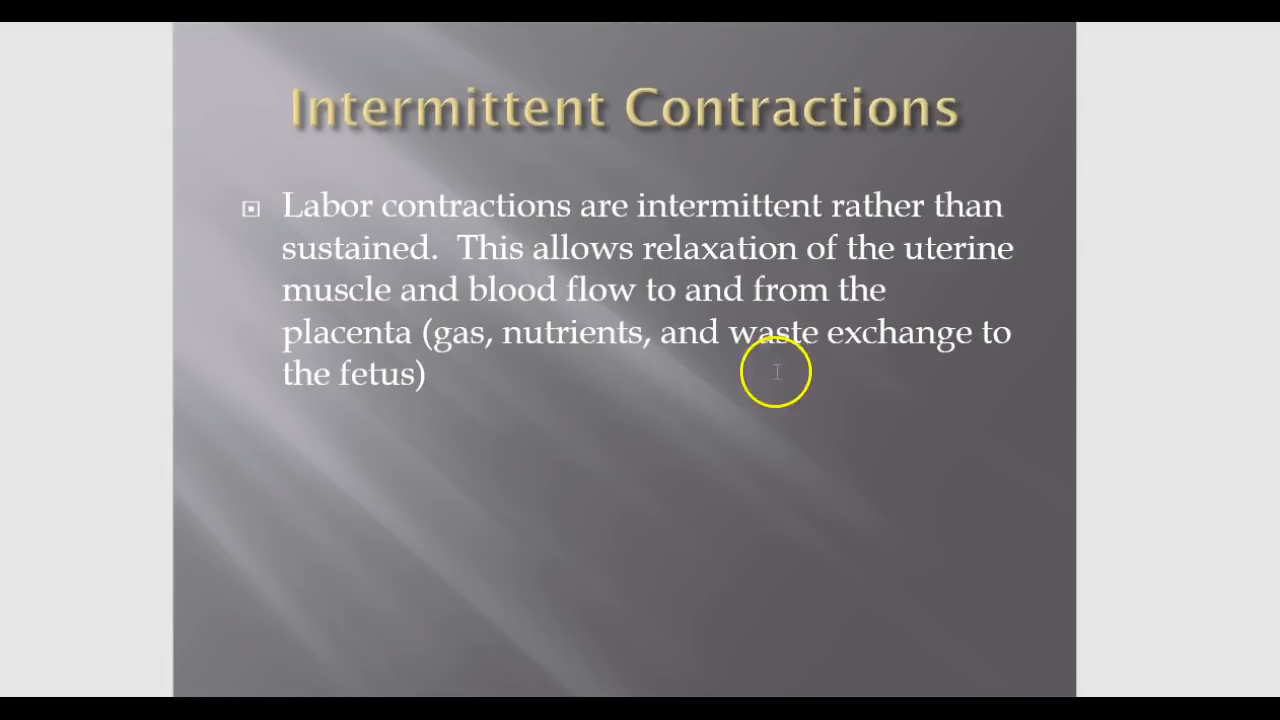 Intermittent Contractions
Labor contractions are intermittent rather than
sustained.  This allows relaxation of the uterine
muscle and blood flow to and from the
placenta (gas, nutrients, and waste exchange to
the fetus)